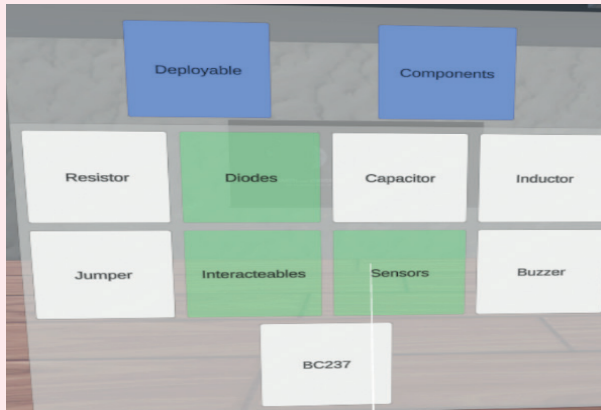 Deployable
Components
Resistor
Diodes
Capacitor
Inductor
Jumper
Interacteables
Sensors
Buzzer
BC237